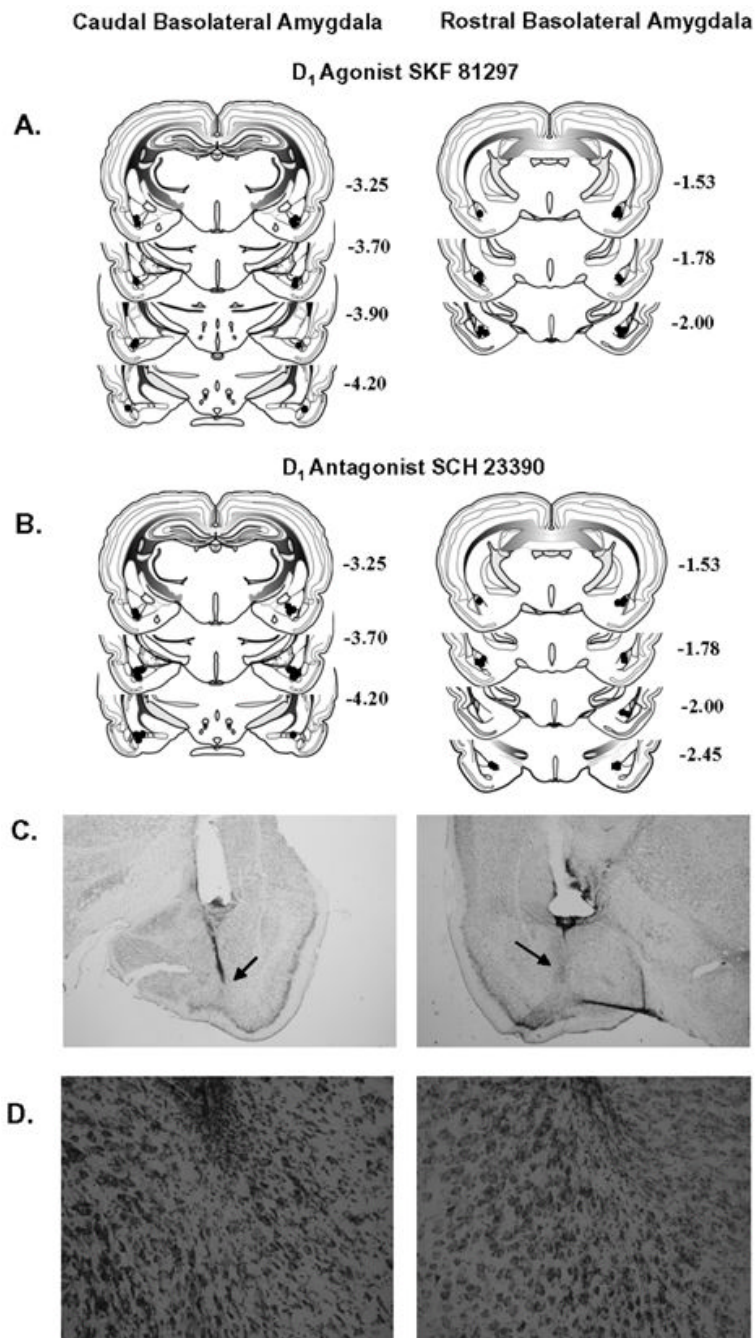 Caudal Basolateral Amygdala Rostral Basolateral Amygdala
D₁ Agonist SKF 81297
A.
-3.25 -1.53
-3.70 -1.78
-3.90 -2.00
-4.20
D₁ Antagonist SCH 23390
B.
-3.25 -1.53
-3.70 -1.78
-4.20 -2.00
-2.45
C.
D.